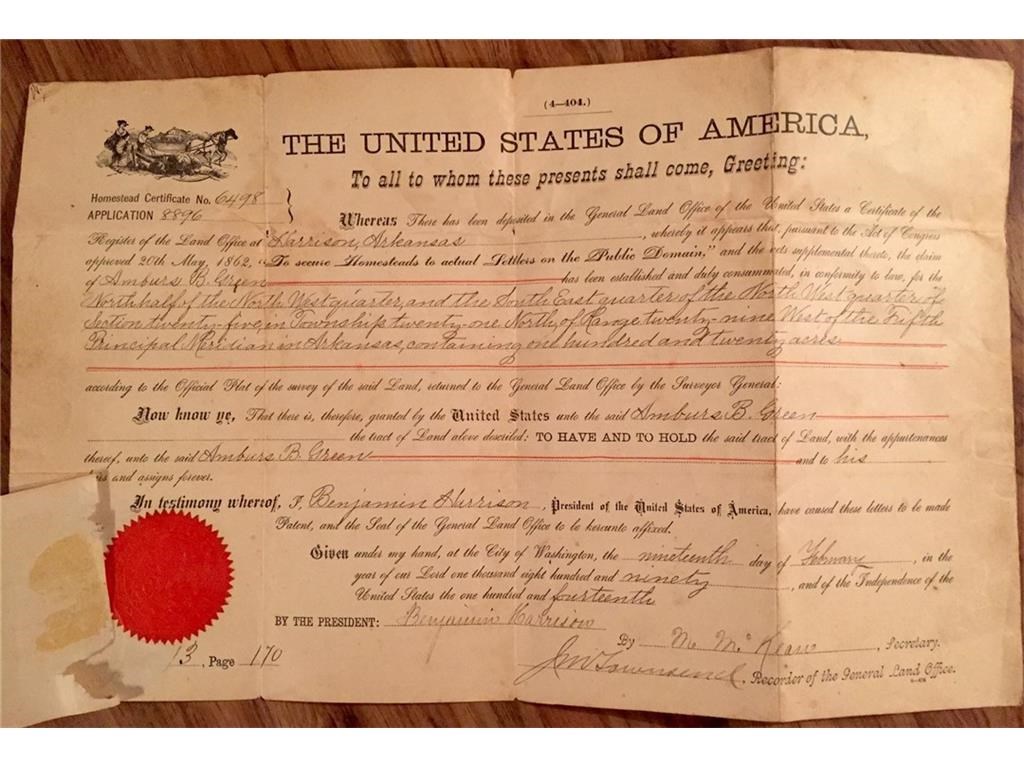 (4—404.)
THE UNITED STATES OF AMERICA,
To all to whom these presents shall come, Greeting:
Homestead Certificate No. 6498
APPLICATION 8896
Whereas There has been deposited in the General Land Office of the United States a Certificate of the
Register of the Land Office at Harrison, Arkansas, whereby it appears that, pursuant to the Act of Congress
approved 20th May, 1862, "To secure Homesteads to actual Settlers on the Public Domain," and the acts supplemental thereto, the claim
of Amburs B. Green has been established and duly consummated, in conformity to law, for the
North half of the North West quarter, and the South East quarter of the North West quarter of
Section twenty-five, in Township twenty-one North, of Range twenty-nine West of the Fifth
Principal Meridian in Arkansas, containing one hundred and twenty acres
according to the Official Plat of the survey of the said Land, returned to the General Land Office by the Surveyor General:
Now know ye, That there is, therefore, granted by the United States unto the said Amburs B. Green
the tract of Land above described: TO HAVE AND TO HOLD the said tract of Land, with the appurtenances
thereof, unto the said Amburs B. Green and to his
heirs and assigns forever.
In testimony whereof, I, Benjamin Harrison, President of the United States of America, have caused these letters to be made
Patent, and the Seal of the General Land Office to be hereunto affixed.
Given under my hand, at the City of Washington, the nineteenth day of February, in the
year of our Lord one thousand eight hundred and ninety, and of the Independence of the
United States the one hundred and fourteenth
BY THE PRESIDENT: Benjamin Harrison
By M. McKean, Secretary.
13, Page 170
J M Townsend, Recorder of the General Land Office.